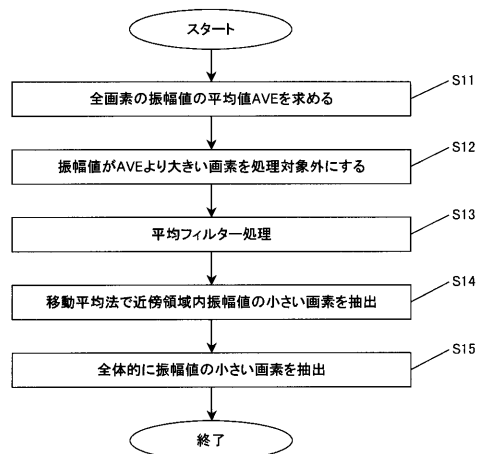 スタート
S11
全画素の振幅値の平均値AVEを求める
S12
振幅値がAVEより大きい画素を処理対象外にする
S13
平均フィルター処理
S14
移動平均法で近傍領域内振幅値の小さい画素を抽出
S15
全体的に振幅値の小さい画素を抽出
終了